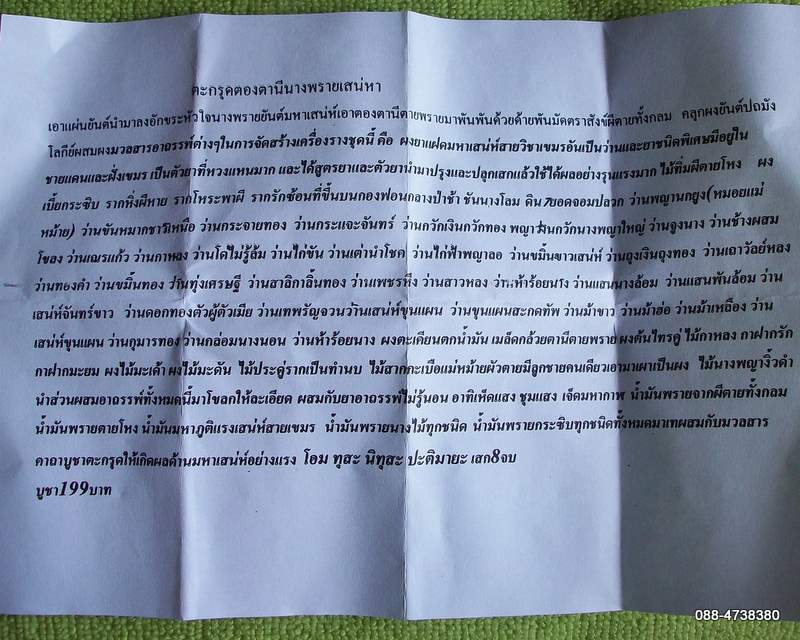 ตะกรุดตองตานีนางพรายเสน่หา
เอาแผ่นยันต์นำมาลงอักขระหัวใจนางพรายยันต์มหาเสน่ห์เอาตองตานีตายพรายมาพันพันด้วยด้ายพันมัดตราสังข์ผีตายทั้งกลม คลุกผงยันต์ปถมัง
โลกีย์ผสมผงมวลสารอาถรรพ์ต่างๆในการจัดสร้างเครื่องรางชุดนี้ คือ ผงยาแฝดมหาเสน่ห์สายวิชาเขมรอันเป็นว่านและยาชนิดพิเศษมีอยู่ใน
ชายแดนและฝั่งเขมร เป็นตัวยาที่หวงแหนมาก และได้สูตรยาและตัวยานำมาปรุงและปลุกเสกแล้วใช้ได้ผลอย่างรุนแรงมาก ไม้ทิ่มผีตายโหง ผง
เบี้ยกระซิบ รากหิ่งผีหาย รากโหระพาผี รากรักซ้อนที่ขึ้นบนกองฟอนกลางป่าช้า ชันนางโลม ดิน 7ยอดจอมปลวก ว่านพญานกยูง(หมอยแม่
หม้าย) ว่านขันหมากชาวเหนือ ว่านกระจายทอง ว่านกระแจะจันทร์ ว่านกวักเงินกวักทอง พญาว่านกวักนางพญาใหญ่ ว่านจูงนาง ว่านช้างผสม
โขลง ว่านเฌรแก้ว ว่านกาหลง ว่านโดไม่รู้ล้ม ว่านไก่ขัน ว่านเต่านำโชค ว่านไก่ฟ้าพญาลอ ว่านขมิ้นขาวเสน่ห์ ว่านถุงเงินถุงทอง ว่านเถาวัลย์หลง
ว่านทองคำ ว่านขมิ้นทอง ว่านทุ่งเศรษฐี ว่านสาลิกาลิ้นทอง ว่านเพชรหึง ว่านสาวหลง ว่านห้าร้อยนาง ว่านแสนนางล้อม ว่านแสนพันล้อม ว่าน
เสน่ห์จันทร์ขาว ว่านดอกทองตัวผู้ตัวเมีย ว่านเทพรัญจวนว่านเสน่ห์ขุนแผน ว่านขุนแผนสะกดทัพ ว่านม้าขาว ว่านม้าฮ่อ ว่านม้าเหลือง ว่าน
เสน่ห์ขุนแผน ว่านกุมารทอง ว่านกล่อมนางนอน ว่านห้าร้อยนาง ผงตะเคียนตกน้ำมัน เมล็ดกล้วยตานีตายพราย ผงต้นไทรคู่ ไม้กาหลง กาฝากรัก
กาฝากมะยม ผงไม้มะเด้า ผงไม้มะดัน ไม้ประดู่รากเป็นทำนบ ไม้สากกะเบือแม่หม้ายผัวตายมีลูกชายคนเดียวเอามาเผาเป็นผง ไม้นางพญางิ้วดำ
นำส่วนผสมอาถรรพ์ทั้งหมดนี้มาโขลกให้ละเอียด ผสมกับยาอาถรรพ์ไม่รู้นอน อาทิเห็ดแสง ชุมแสง เจ็ดมหากาพ น้ำมันพรายจากผีตายทั้งกลม
น้ำมันพรายตายโหง น้ำมันมหาภูติแรงเสน่ห์สายเขมร น้ำมันพรายนางไม้ทุกชนิด น้ำมันพรายกระซิบทุกชนิดทั้งหมดมาเทผสมกับมวลสาร
คาถาบูชาตะกรุดให้เกิดผลด้านมหาเสน่ห์อย่างแรง โอม ทุสะ นิทุสะ ปะติมายะ เสก8จบ
บูชา199บาท
088-4738380